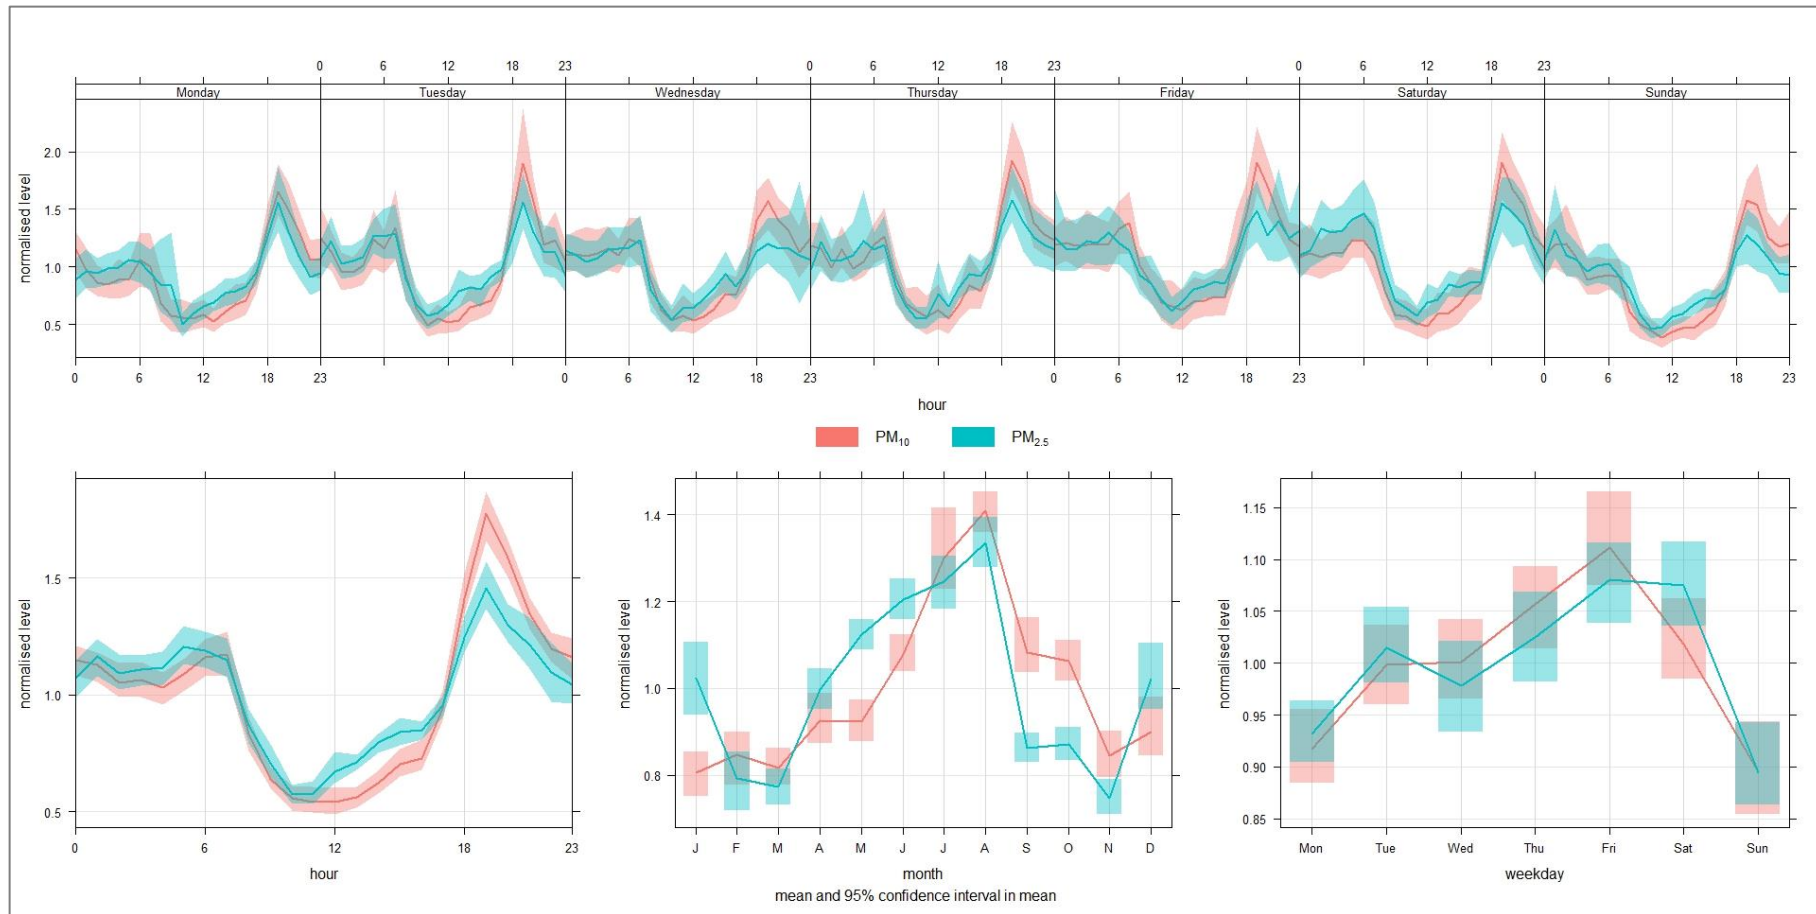 0 6 12 18 23 0 6 12 18 23 0 6 12 18 23
Monday Tuesday Wednesday Thursday Friday Saturday Sunday
2.0
1.5
1.0
0.5
normalised level
0 6 12 18 23 0 6 12 18 23 0 6 12 18 23 0 6 12 18 23
hour
PM10 PM2.5
1.5
1.0
0.5
normalised level
0 6 12 18 23
hour
1.4
1.2
1.0
0.8
normalised level
J F M A M J J A S O N D
month
mean and 95% confidence interval in mean
1.15
1.10
1.05
1.00
0.95
0.90
0.85
normalised level
Mon Tue Wed Thu Fri Sat Sun
weekday